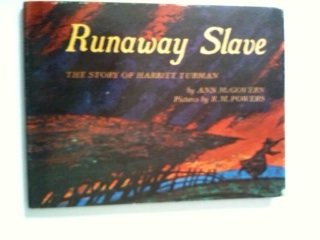 Runaway Slave
THE STORY OF HARRIET TUBMAN
by ANN McGOVERN
Pictures by R. M. POWERS